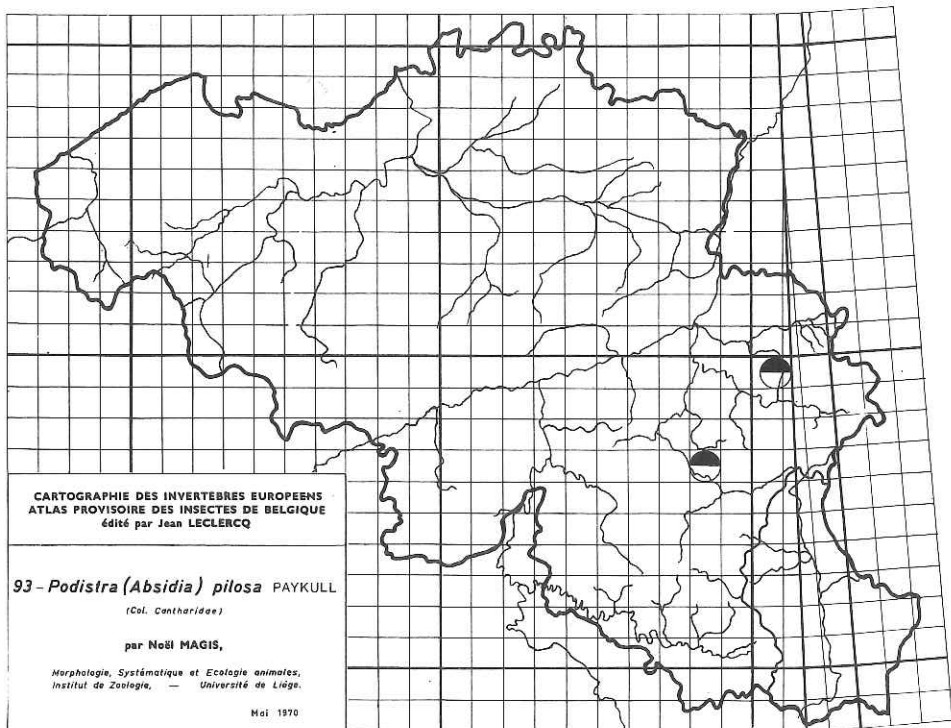 CARTOGRAPHIE DES INVERTEBRES EUROPEENS
ATLAS PROVISOIRE DES INSECTES DE BELGIQUE
édité par Jean LECLERCQ
93 - Podistra (Absidia) pilosa PAYKULL
(Col. Cantharidae)
par Noël MAGIS,
Morphologie, Systématique et Ecologie animales,
Institut de Zoologie, — Université de Liége.
Mai 1970